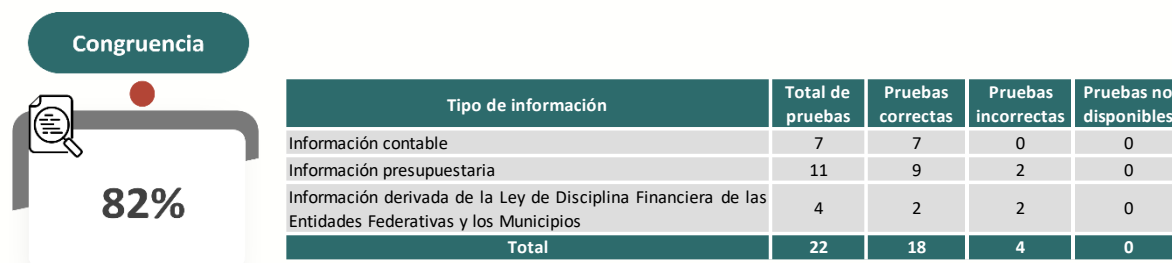 Congruencia
82%
Tipo de información
Total de pruebas
Pruebas correctas
Pruebas incorrectas
Pruebas no disponibles
Información contable 7 7 0 0
Información presupuestaria 11 9 2 0
Información derivada de la Ley de Disciplina Financiera de las
Entidades Federativas y los Municipios 4 2 2 0
Total 22 18 4 0